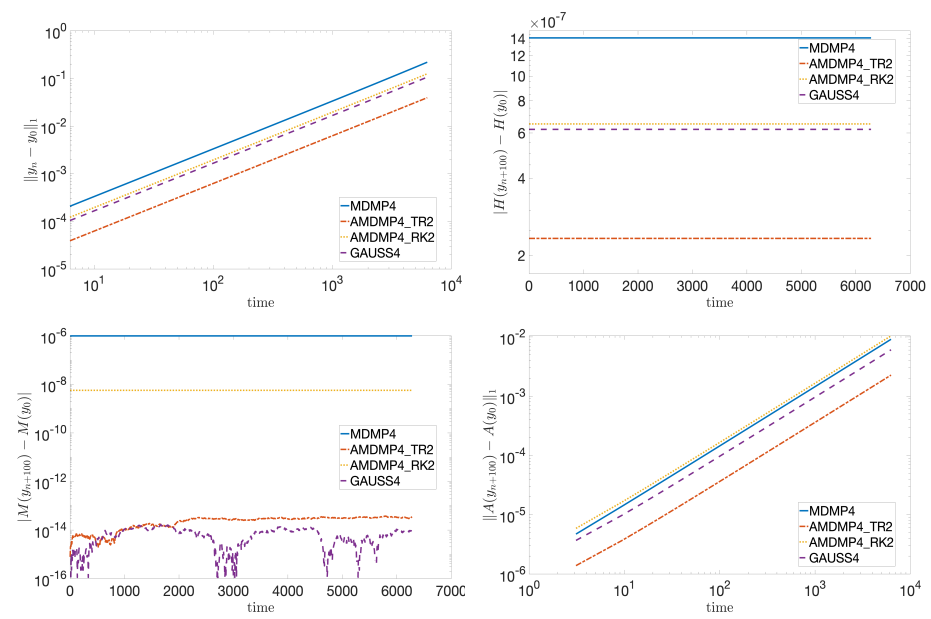 10^0
10^-1
10^-2
10^-3
10^-4
10^-5
‖y_n − y_0‖_1
MDMP4
AMDMP4_TR2
AMDMP4_RK2
GAUSS4
10^1 10^2 10^3 10^4
time
×10^-7
14
12
10
8
6
4
2
|H(y_{n+100}) − H(y_0)|
MDMP4
AMDMP4_TR2
AMDMP4_RK2
GAUSS4
0 1000 2000 3000 4000 5000 6000 7000
time
10^-6
10^-8
10^-10
10^-12
10^-14
10^-16
|M(y_{n+100}) − M(y_0)|
MDMP4
AMDMP4_TR2
AMDMP4_RK2
GAUSS4
0 1000 2000 3000 4000 5000 6000 7000
time
10^-2
10^-3
10^-4
10^-5
10^-6
‖A(y_{n+100}) − A(y_0)‖_1
MDMP4
AMDMP4_TR2
AMDMP4_RK2
GAUSS4
10^0 10^1 10^2 10^3 10^4
time